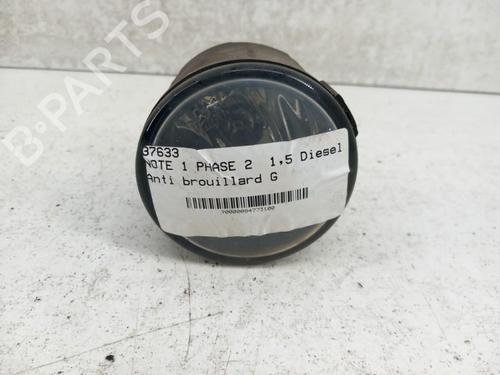 B-PARTS
37633
NOTE 1 PHASE 2 1,5 Diesel
Anti brouillard G